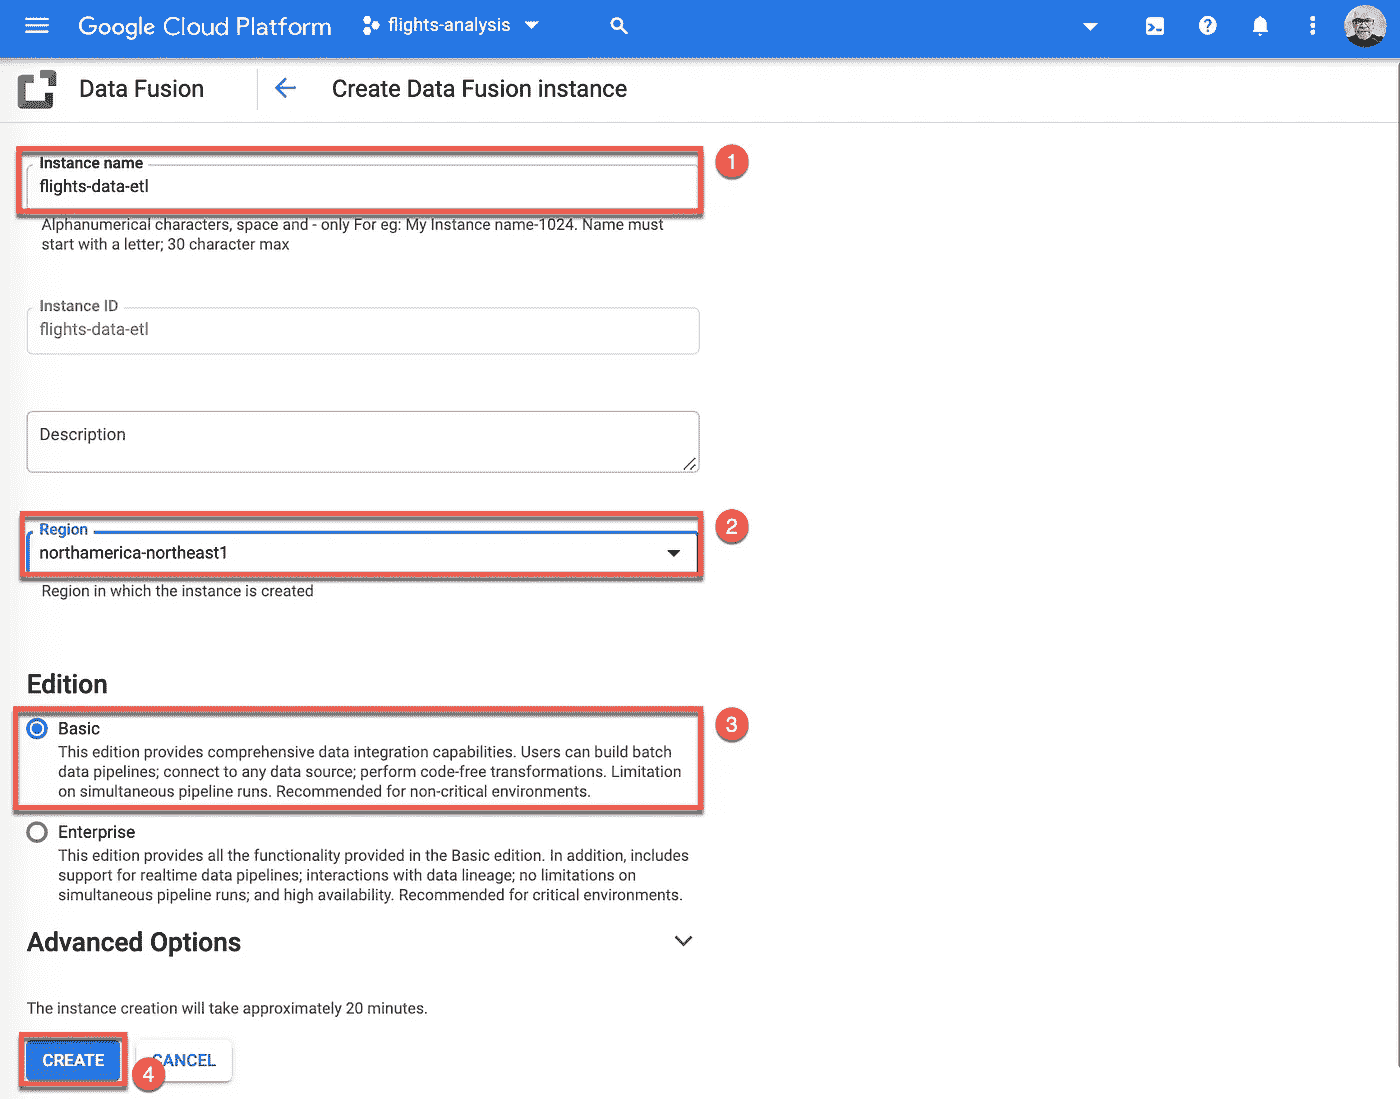 Google Cloud Platform
flights-analysis
Data Fusion
Create Data Fusion instance
Instance name
1
flights-data-etl
Alphanumerical characters, space and - only For eg: My Instance name-1024. Name must
start with a letter; 30 character max
Instance ID
flights-data-etl
Description
Region
2
northamerica-northeast1
Region in which the instance is created
Edition
Basic
3
This edition provides comprehensive data integration capabilities. Users can build batch
data pipelines; connect to any data source; perform code-free transformations. Limitation
on simultaneous pipeline runs. Recommended for non-critical environments.
Enterprise
This edition provides all the functionality provided in the Basic edition. In addition, includes
support for realtime data pipelines; interactions with data lineage; no limitations on
simultaneous pipeline runs; and high availability. Recommended for critical environments.
Advanced Options
The instance creation will take approximately 20 minutes.
CREATE
CANCEL
4